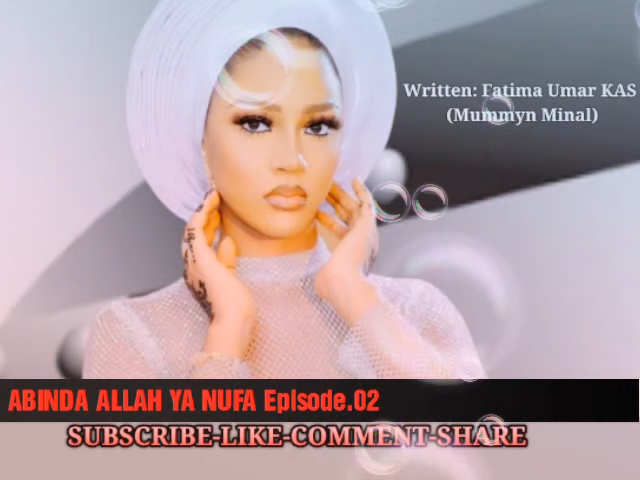 Written: Fatima Umar KAS
(Mummyn Minal)
ABINDA ALLAH YA NUFA Episode.02
SUBSCRIBE-LIKE-COMMENT-SHARE